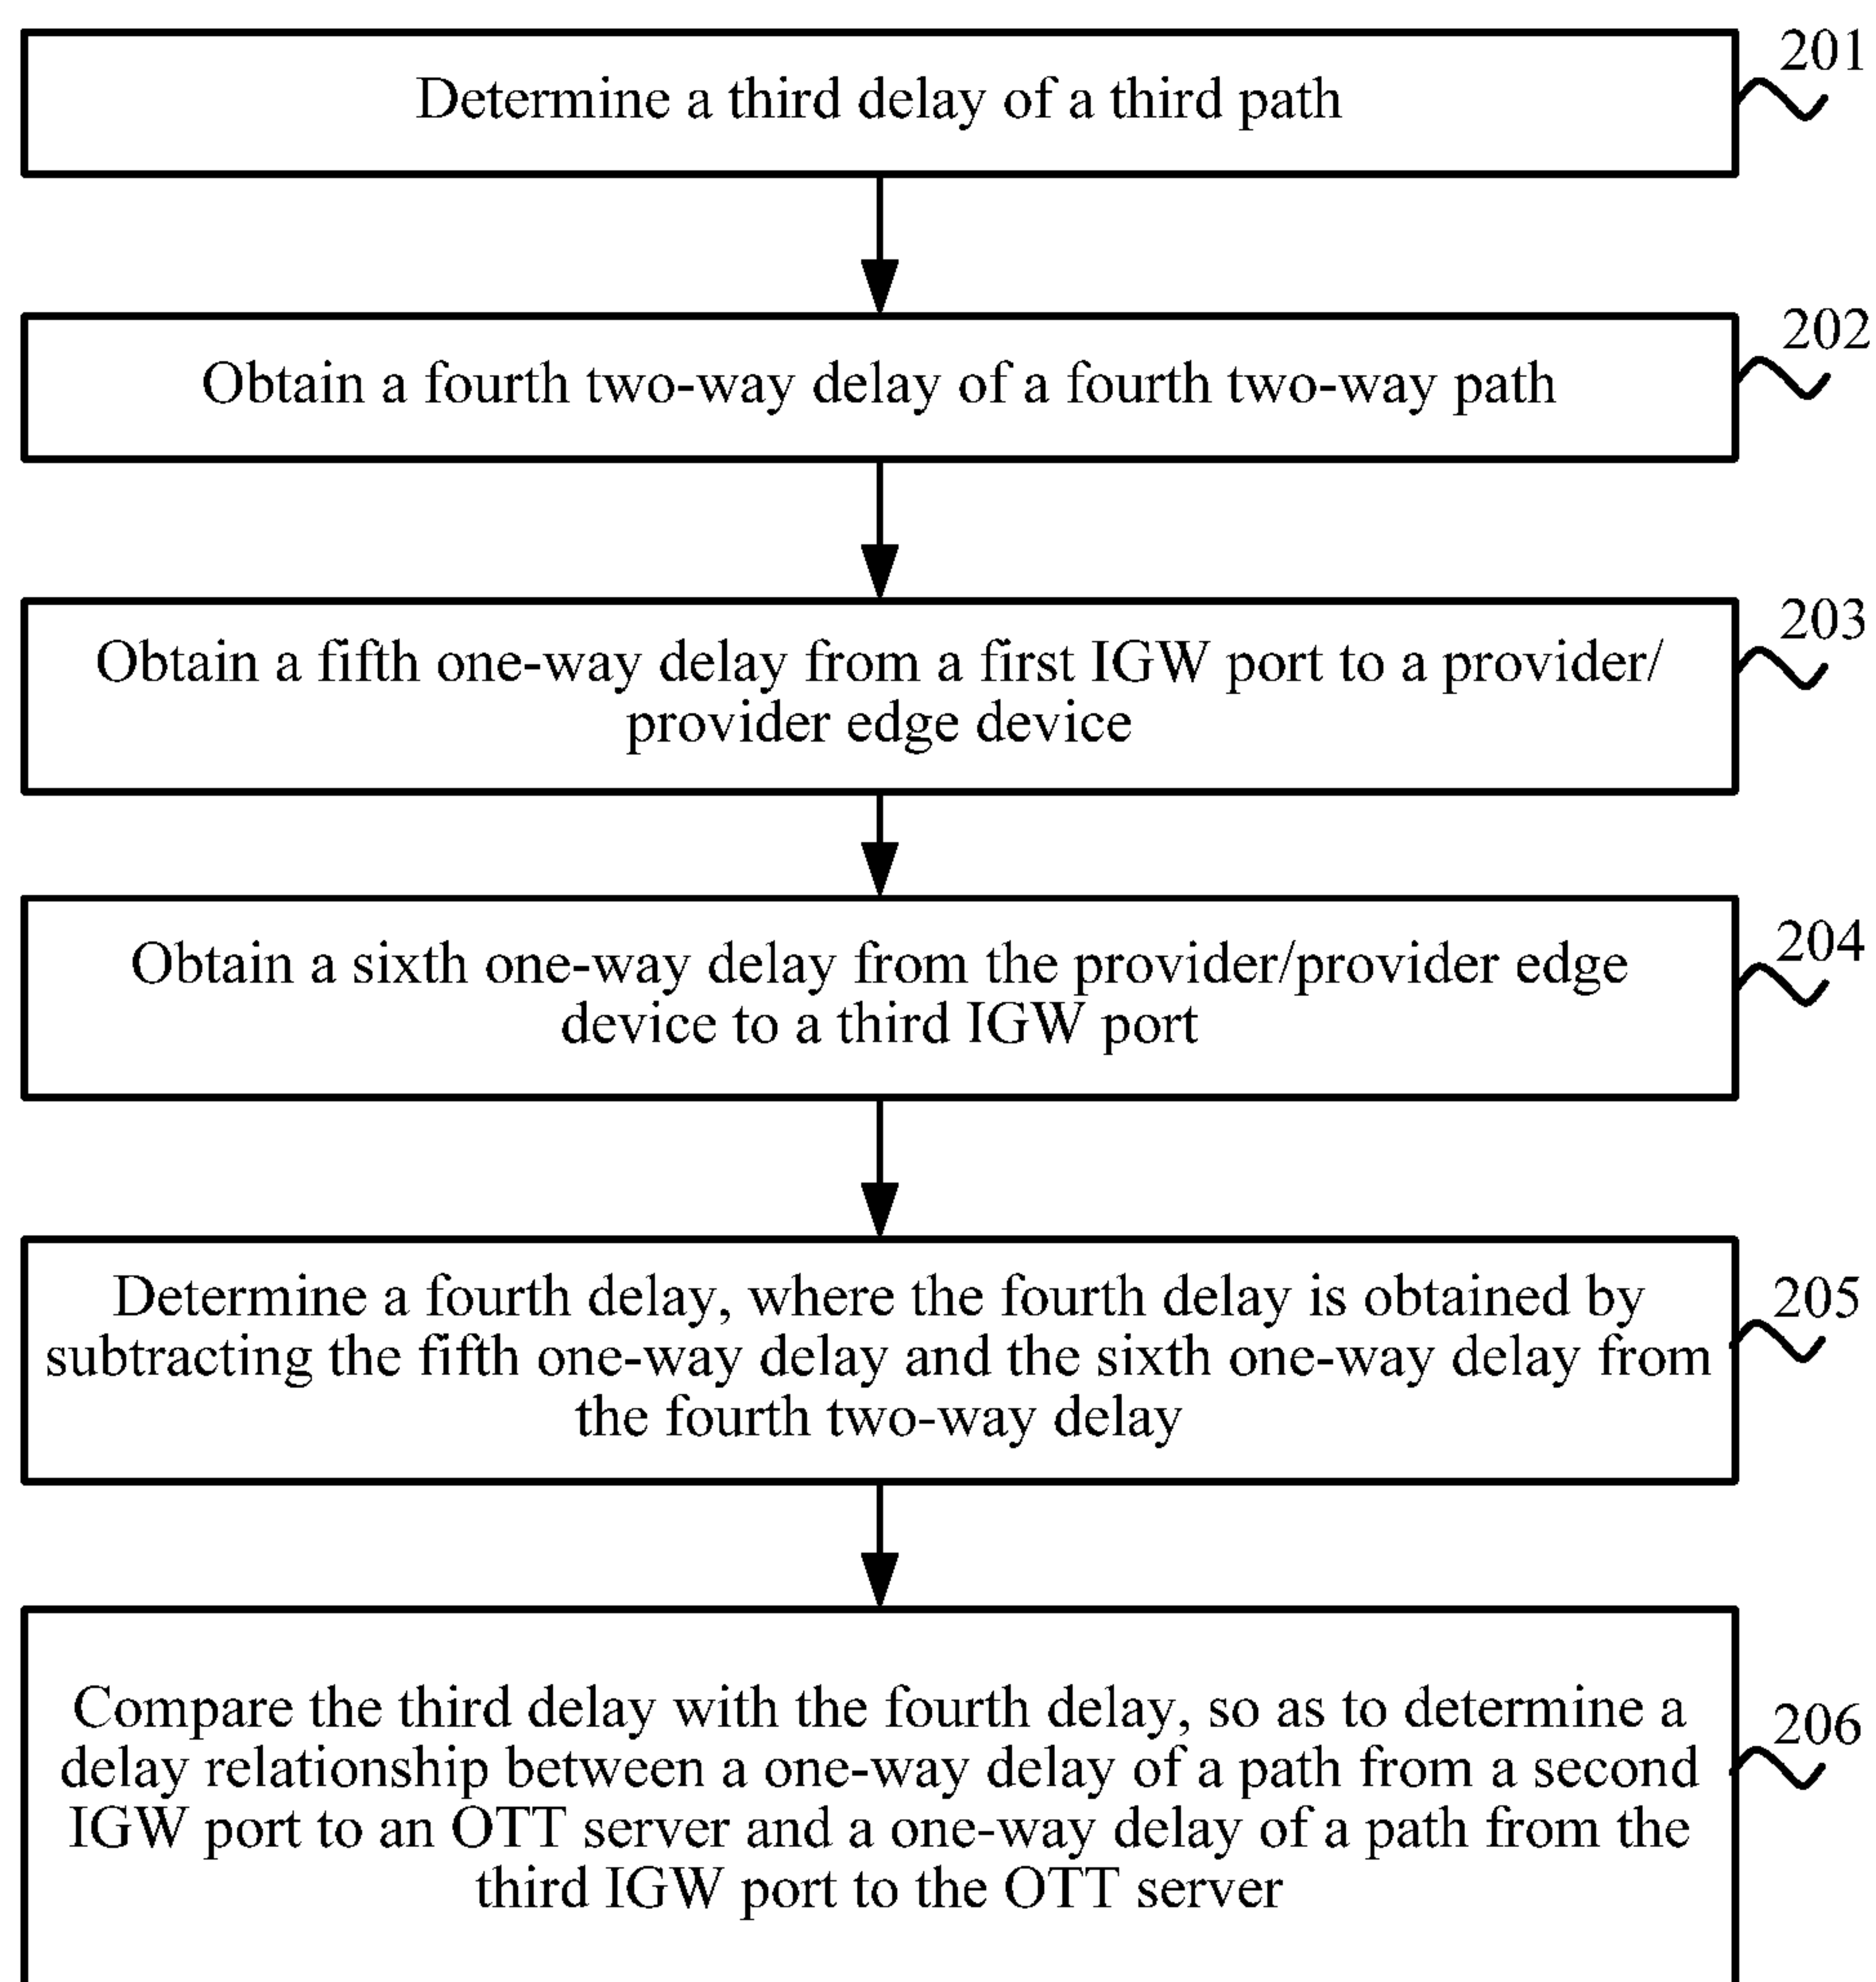 201
Determine a third delay of a third path
202
Obtain a fourth two-way delay of a fourth two-way path
203
Obtain a fifth one-way delay from a first IGW port to a provider/
provider edge device
204
Obtain a sixth one-way delay from the provider/provider edge
device to a third IGW port
205
Determine a fourth delay, where the fourth delay is obtained by
subtracting the fifth one-way delay and the sixth one-way delay from
the fourth two-way delay
206
Compare the third delay with the fourth delay, so as to determine a
delay relationship between a one-way delay of a path from a second
IGW port to an OTT server and a one-way delay of a path from the
third IGW port to the OTT server